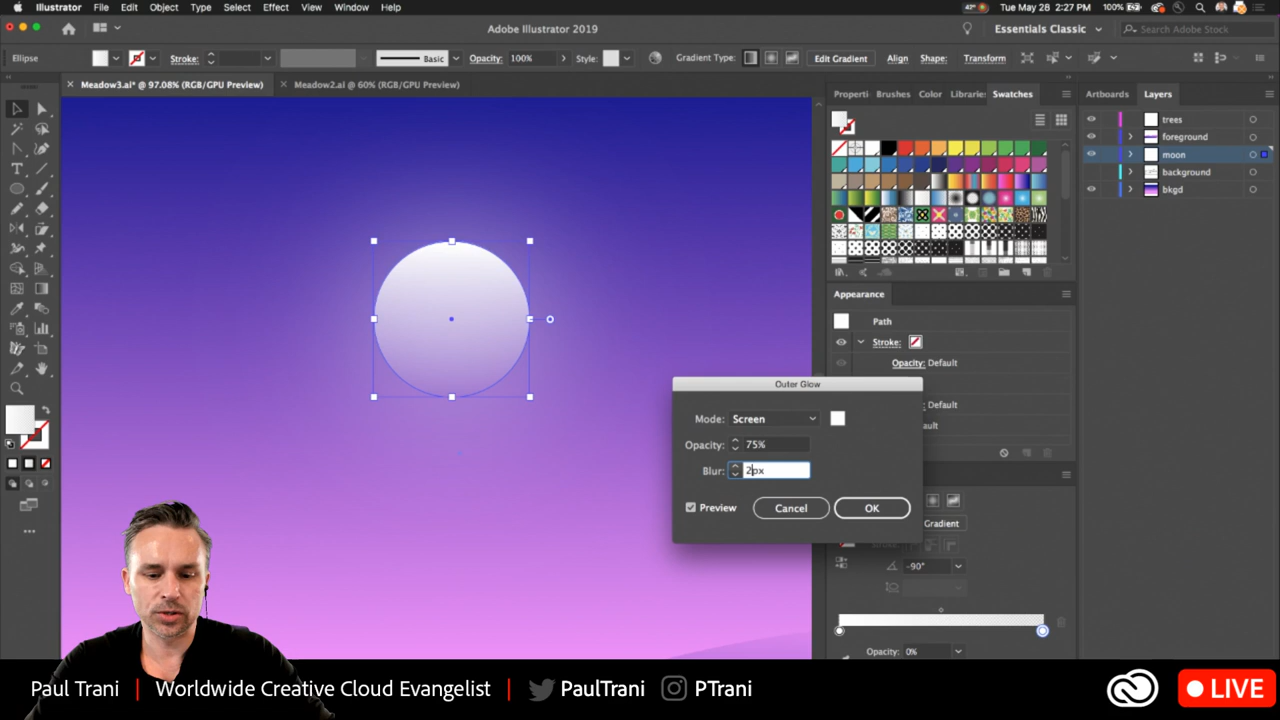 Illustrator File Edit Object Type Select Effect View Window Help
47° Tue May 28 2:27 PM 100%
Adobe Illustrator 2019
Essentials Classic
Search Adobe Stock
Ellipse Stroke: Basic Opacity: 100% Style: Gradient Type: Edit Gradient Align Shape: Transform
Meadow3.ai* @ 97.08% (RGB/GPU Preview) Meadow2.ai @ 60% (RGB/GPU Preview)
Properti Brushes Color Librarie Swatches
Artboards Layers
trees
foreground
moon
background
bkgd
Appearance
Path
Stroke:
Opacity: Default
Default
ault
Outer Glow
Mode: Screen
Opacity: 75%
Blur: 2px
Preview Cancel OK
Gradient
-90°
Opacity: 0%
Paul Trani | Worldwide Creative Cloud Evangelist | PaulTrani PTrani
LIVE